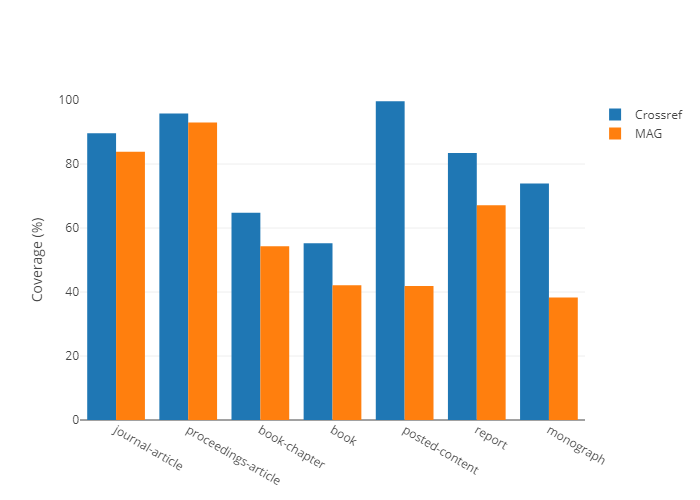 100
80
60
40
20
0
Coverage (%)
journal-article
proceedings-article
book-chapter
book
posted-content
report
monograph
Crossref
MAG